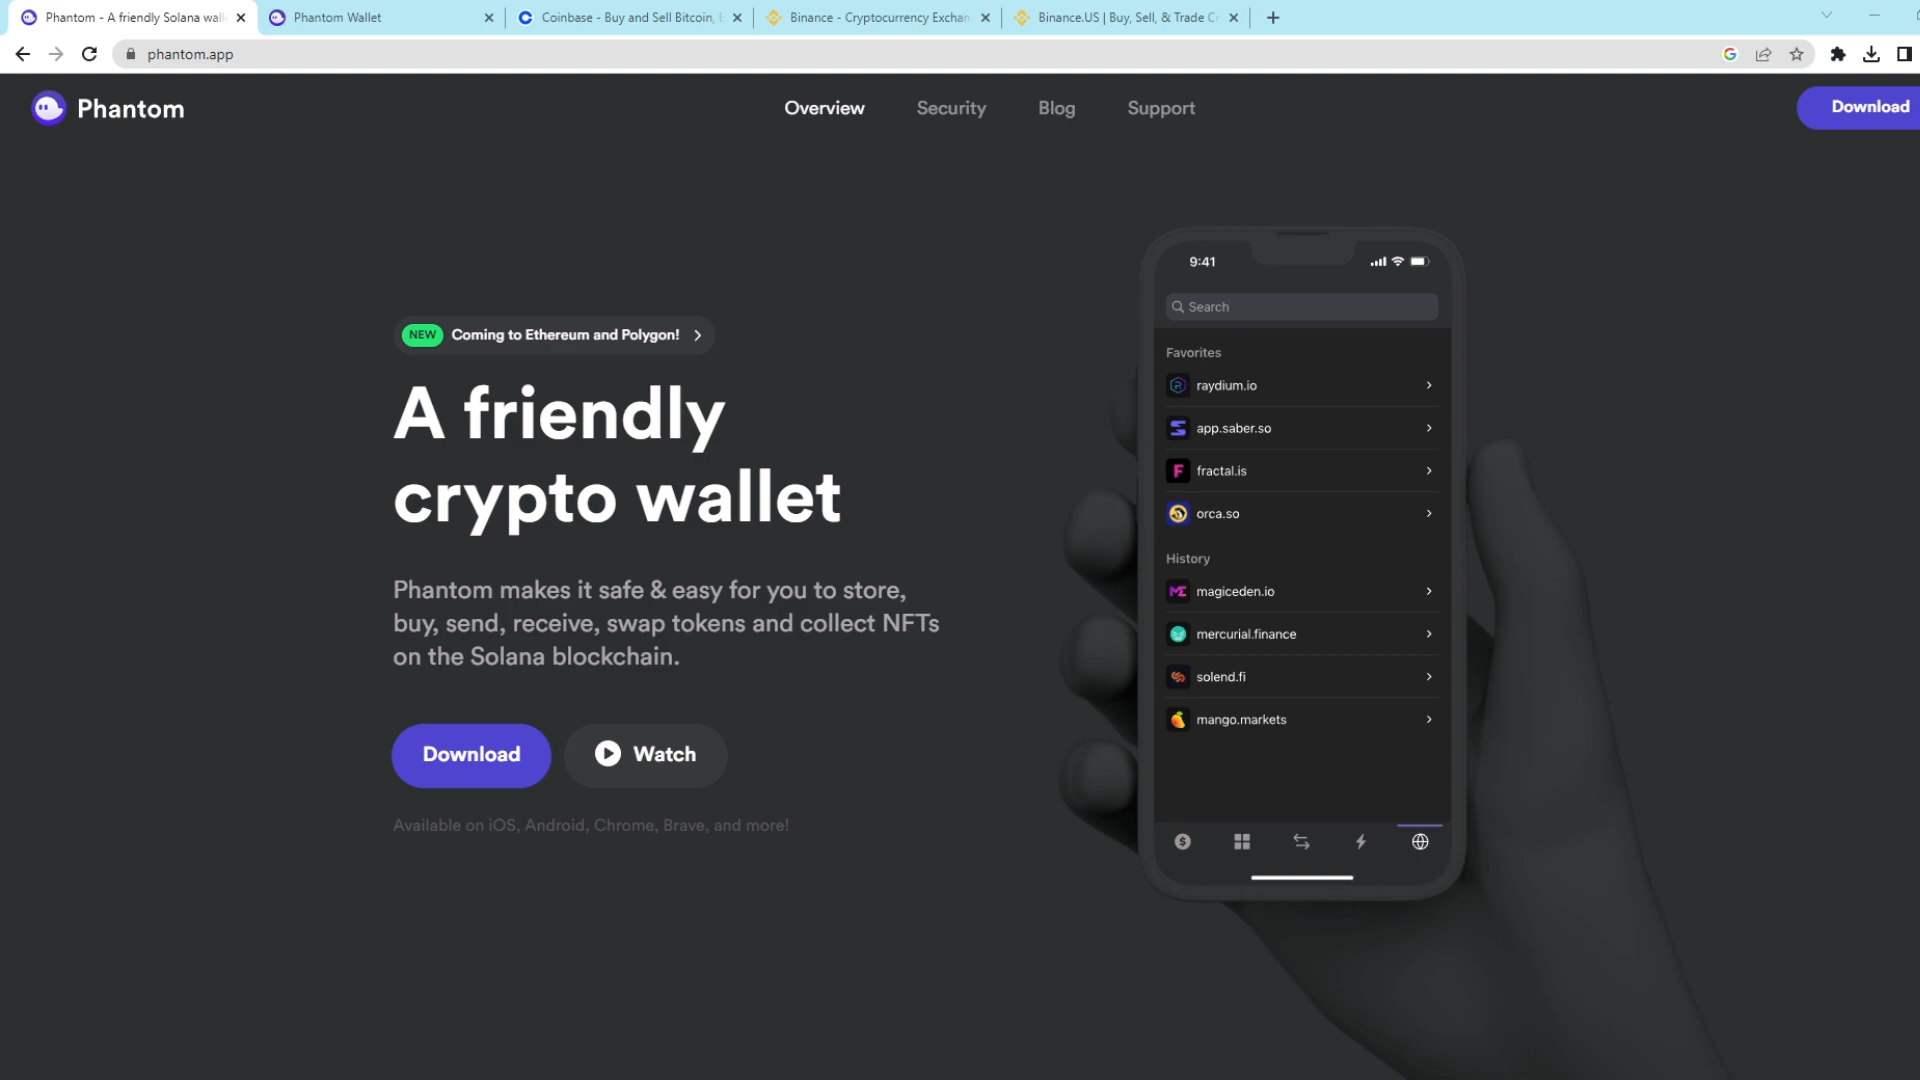 Phantom - A friendly Solana wall
Phantom Wallet
Coinbase - Buy and Sell Bitcoin, E
Binance - Cryptocurrency Exchan
Binance.US | Buy, Sell, & Trade C
phantom.app
Phantom
Overview
Security
Blog
Support
Download
NEW Coming to Ethereum and Polygon!
A friendly
crypto wallet
Phantom makes it safe & easy for you to store,
buy, send, receive, swap tokens and collect NFTs
on the Solana blockchain.
Download
Watch
Available on iOS, Android, Chrome, Brave, and more!
9:41
Search
Favorites
raydium.io
app.saber.so
fractal.is
orca.so
History
magiceden.io
mercurial.finance
solend.fi
mango.markets